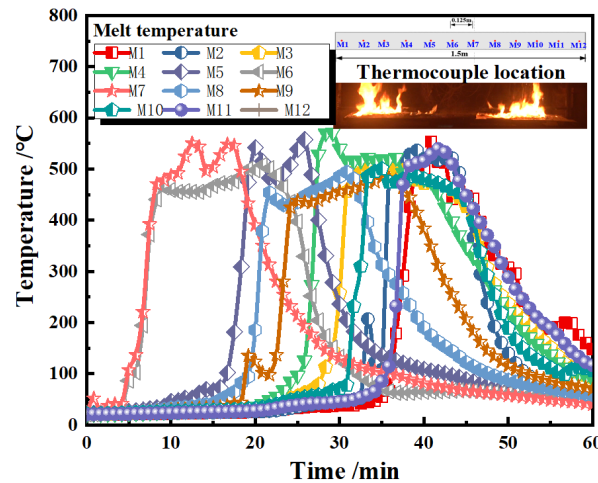 Melt temperature
M1 M2 M3
M4 M5 M6
M7 M8 M9
M10 M11 M12
0.125m
M1 M2 M3 M4 M5 M6 M7 M8 M9 M10 M11 M12
1.5m
Thermocouple location
Temperature /°C
800
700
600
500
400
300
200
100
0
0 10 20 30 40 50 60
Time /min